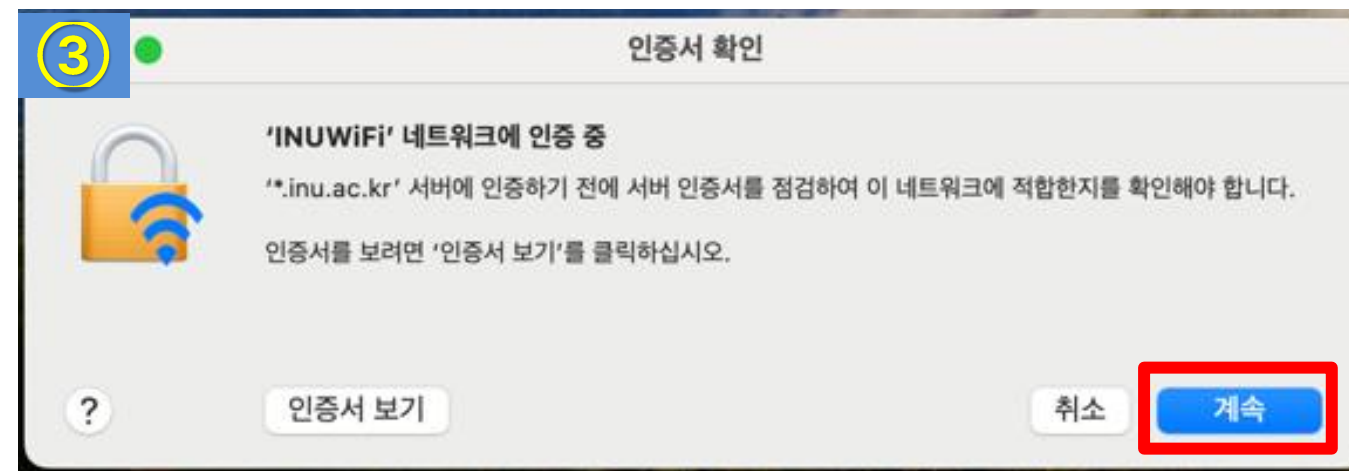 ③
인증서 확인
'INUWiFi' 네트워크에 인증 중
'*.inu.ac.kr' 서버에 인증하기 전에 서버 인증서를 점검하여 이 네트워크에 적합한지를 확인해야 합니다.
인증서를 보려면 '인증서 보기'를 클릭하십시오.
? 인증서 보기 취소 계속